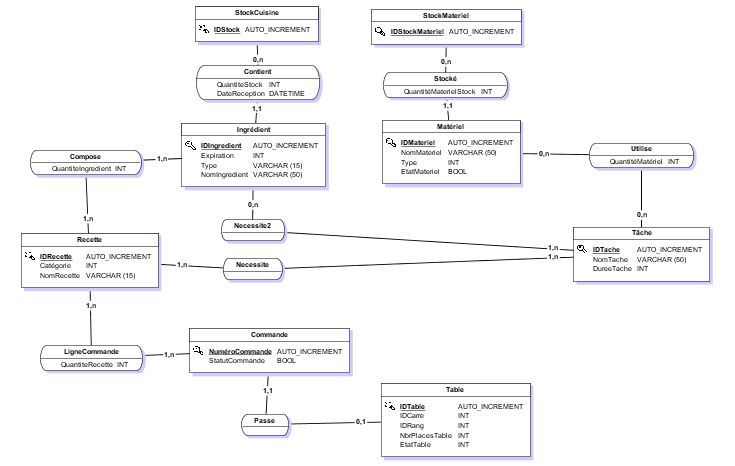 StockCuisine
IDStock AUTO_INCREMENT
StockMateriel
IDStockMateriel AUTO_INCREMENT
0,n
0,n
Contient
QuantiteStock INT
DateReception DATETIME
Stocké
QuantitéMaterielStock INT
1,1
1,1
Ingrédient
IDIngredient AUTO_INCREMENT
Expiration INT
Type VARCHAR (15)
NomIngredient VARCHAR (50)
Matériel
IDMateriel AUTO_INCREMENT
NomMateriel VARCHAR (50)
Type INT
EtatMateriel BOOL
Compose
QuantiteIngredient INT
1,n
0,n
Utilise
QuantitéMatériel INT
1,n
0,n
0,n
Necessite2
1,n
Recette
IDRecette AUTO_INCREMENT
Catégorie INT
NomRecette VARCHAR (15)
1,n
Necessite
1,n
Tâche
IDTache AUTO_INCREMENT
NomTache VARCHAR (50)
DureeTache INT
1,n
LigneCommande
QuantiteRecette INT
1,n
Commande
NuméroCommande AUTO_INCREMENT
StatutCommande BOOL
1,1
Passe
0,1
Table
IDTable AUTO_INCREMENT
IDCarre INT
IDRang INT
NbrPlacesTable INT
EtatTable INT